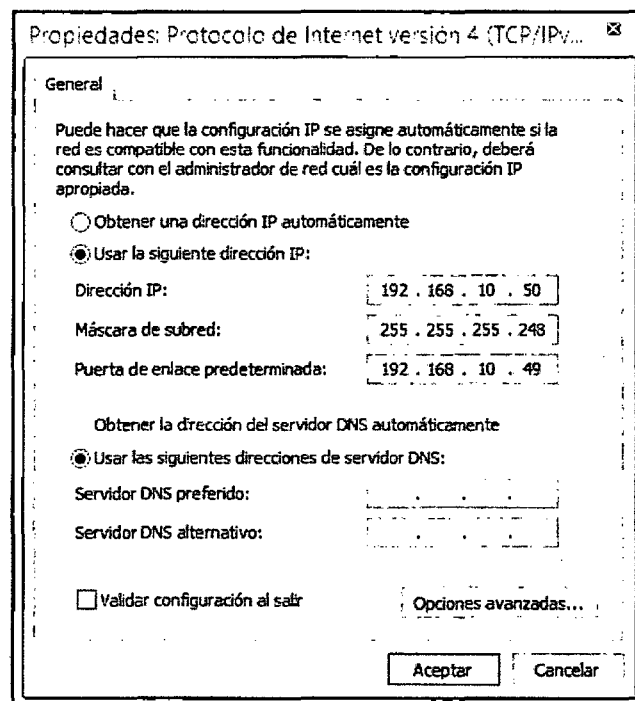 Propiedades: Protocolo de Internet versión 4 (TCP/IPv...
General
Puede hacer que la configuración IP se asigne automáticamente si la
red es compatible con esta funcionalidad. De lo contrario, deberá
consultar con el administrador de red cuál es la configuración IP
apropiada.
Obtener una dirección IP automáticamente
Usar la siguiente dirección IP:
Dirección IP: 192 . 168 . 10 . 50
Máscara de subred: 255 . 255 . 255 . 248
Puerta de enlace predeterminada: 192 . 168 . 10 . 49
Obtener la dirección del servidor DNS automáticamente
Usar las siguientes direcciones de servidor DNS:
Servidor DNS preferido: . . .
Servidor DNS alternativo: . . .
Validar configuración al salir
Opciones avanzadas...
Aceptar Cancelar